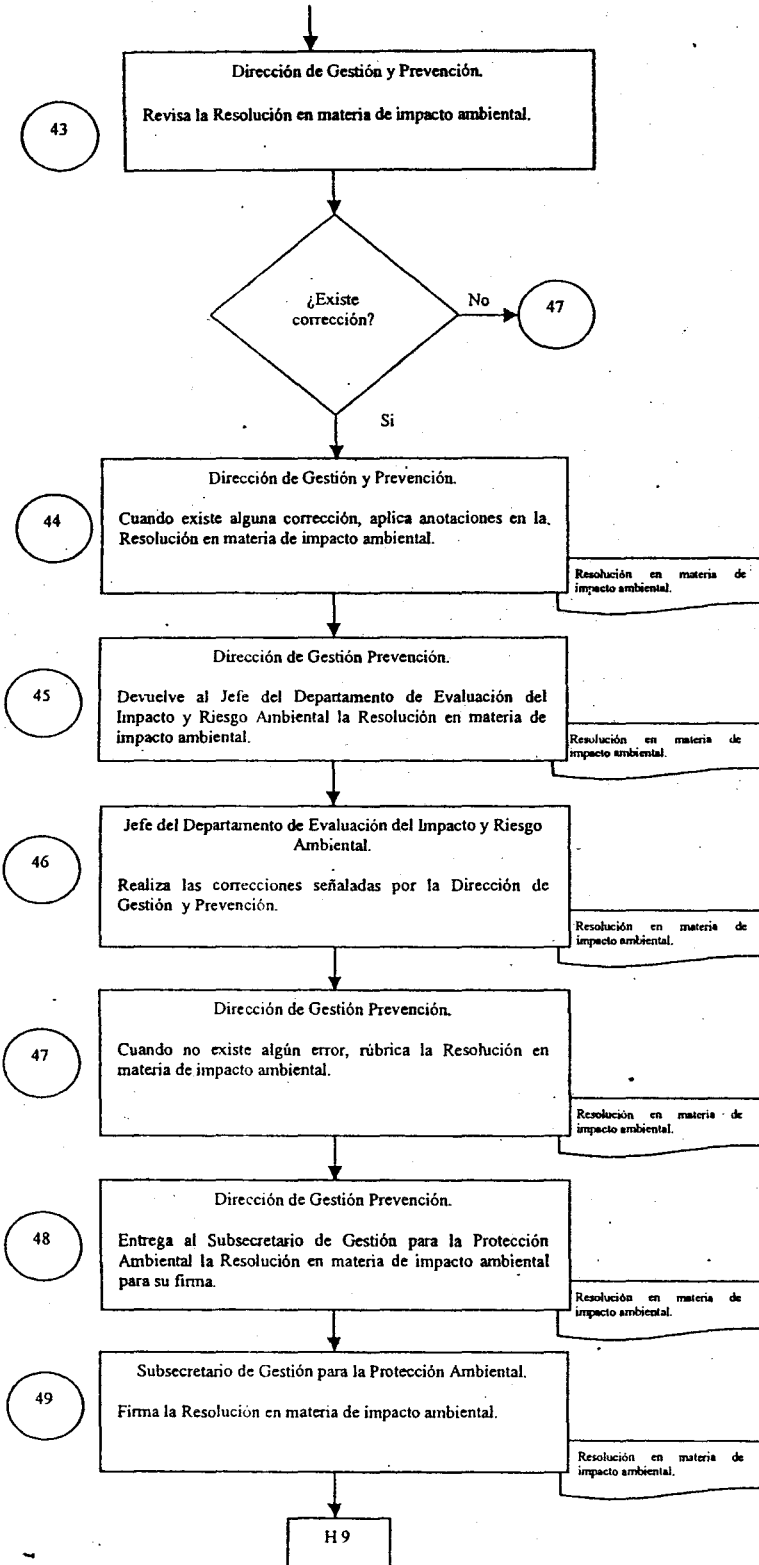 Dirección de Gestión y Prevención.
43
Revisa la Resolución en materia de impacto ambiental.
¿Existe
corrección?
No
47
Si
Dirección de Gestión y Prevención.
44
Cuando existe alguna corrección, aplica anotaciones en la.
Resolución en materia de impacto ambiental.
Resolución en materia de
impacto ambiental.
Dirección de Gestión Prevención.
45
Devuelve al Jefe del Departamento de Evaluación del
Impacto y Riesgo Ambiental la Resolución en materia de
impacto ambiental.
Resolución en materia de
impacto ambiental.
Jefe del Departamento de Evaluación del Impacto y Riesgo
Ambiental.
46
Realiza las correcciones señaladas por la Dirección de
Gestión y Prevención.
Resolución en materia de
impacto ambiental.
Dirección de Gestión Prevención.
47
Cuando no existe algún error, rúbrica la Resolución en
materia de impacto ambiental.
Resolución en materia de
impacto ambiental.
Dirección de Gestión Prevención.
48
Entrega al Subsecretario de Gestión para la Protección
Ambiental la Resolución en materia de impacto ambiental
para su firma.
Resolución en materia de
impacto ambiental.
Subsecretario de Gestión para la Protección Ambiental.
49
Firma la Resolución en materia de impacto ambiental.
Resolución en materia de
impacto ambiental.
H 9